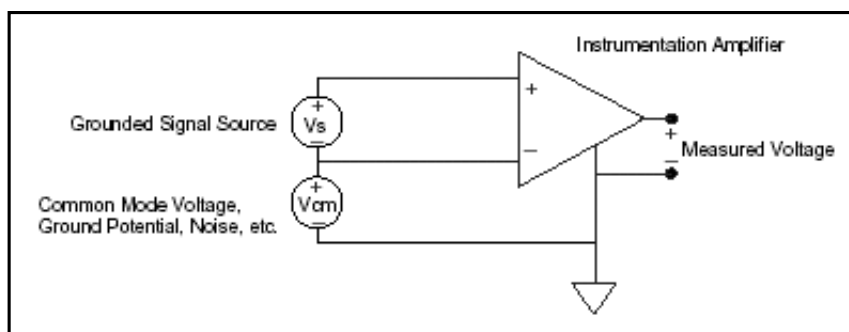 Instrumentation Amplifier
+
+
Grounded Signal Source
Vs
+
−
−
−
Measured Voltage
+
Common Mode Voltage,
Vcm
Ground Potential, Noise, etc.
−